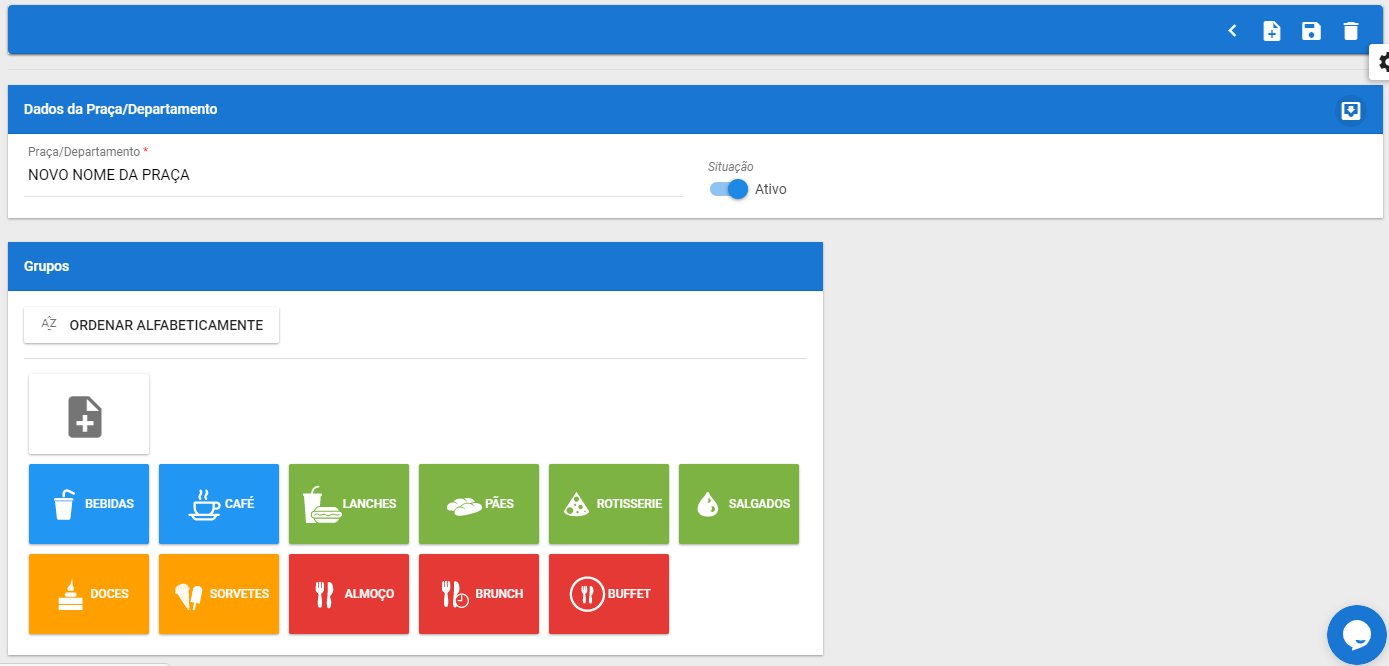 Dados da Praça/Departamento
Praça/Departamento *
NOVO NOME DA PRAÇA
Situação
Ativo
Grupos
AZ ORDENAR ALFABETICAMENTE
BEBIDAS CAFÉ LANCHES PÃES ROTISSERIE SALGADOS
DOCES SORVETES ALMOÇO BRUNCH BUFFET